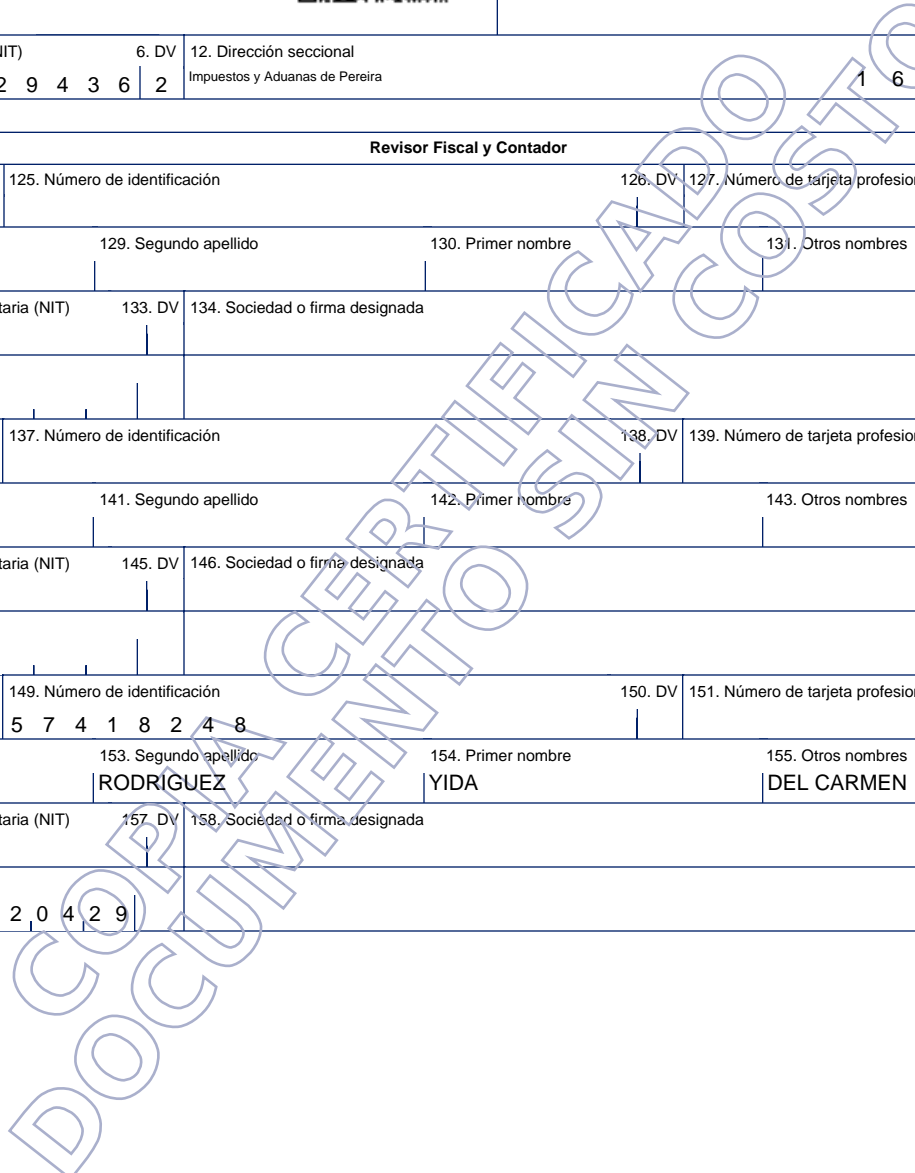 IIT) 6. DV 12. Dirección seccional
2 9 4 3 6 2 Impuestos y Aduanas de Pereira 1 6
Revisor Fiscal y Contador
125. Número de identificación 126. DV 127. Número de tarjeta profesion
129. Segundo apellido 130. Primer nombre 131. Otros nombres
taria (NIT) 133. DV 134. Sociedad o firma designada
137. Número de identificación 138. DV 139. Número de tarjeta profesion
141. Segundo apellido 142. Primer nombre 143. Otros nombres
taria (NIT) 145. DV 146. Sociedad o firma designada
149. Número de identificación 150. DV 151. Número de tarjeta profesion
5 7 4 1 8 2 4 8
153. Segundo apellido 154. Primer nombre 155. Otros nombres
RODRIGUEZ YIDA DEL CARMEN
taria (NIT) 157. DV 158. Sociedad o firma designada
2 0 4 2 9
COPIA CERTIFICADO
DOCUMENTO SIN COSTO